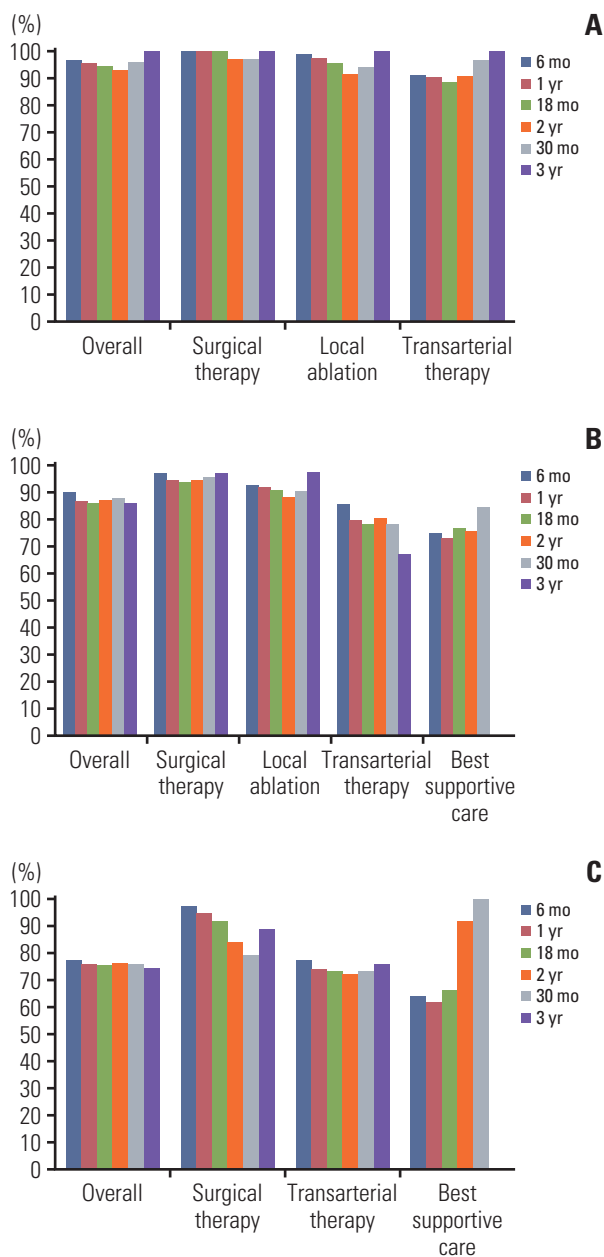 (%)
A
100
90
80
70
60
50
40
30
20
10
0
6 mo
1 yr
18 mo
2 yr
30 mo
3 yr
Overall
Surgical
therapy
Local
ablation
Transarterial
therapy
(%)
B
100
90
80
70
60
50
40
30
20
10
0
6 mo
1 yr
18 mo
2 yr
30 mo
3 yr
Overall
Surgical
therapy
Local
ablation
Transarterial
therapy
Best
supportive
care
(%)
C
100
90
80
70
60
50
40
30
20
10
0
6 mo
1 yr
18 mo
2 yr
30 mo
3 yr
Overall
Surgical
therapy
Transarterial
therapy
Best
supportive
care